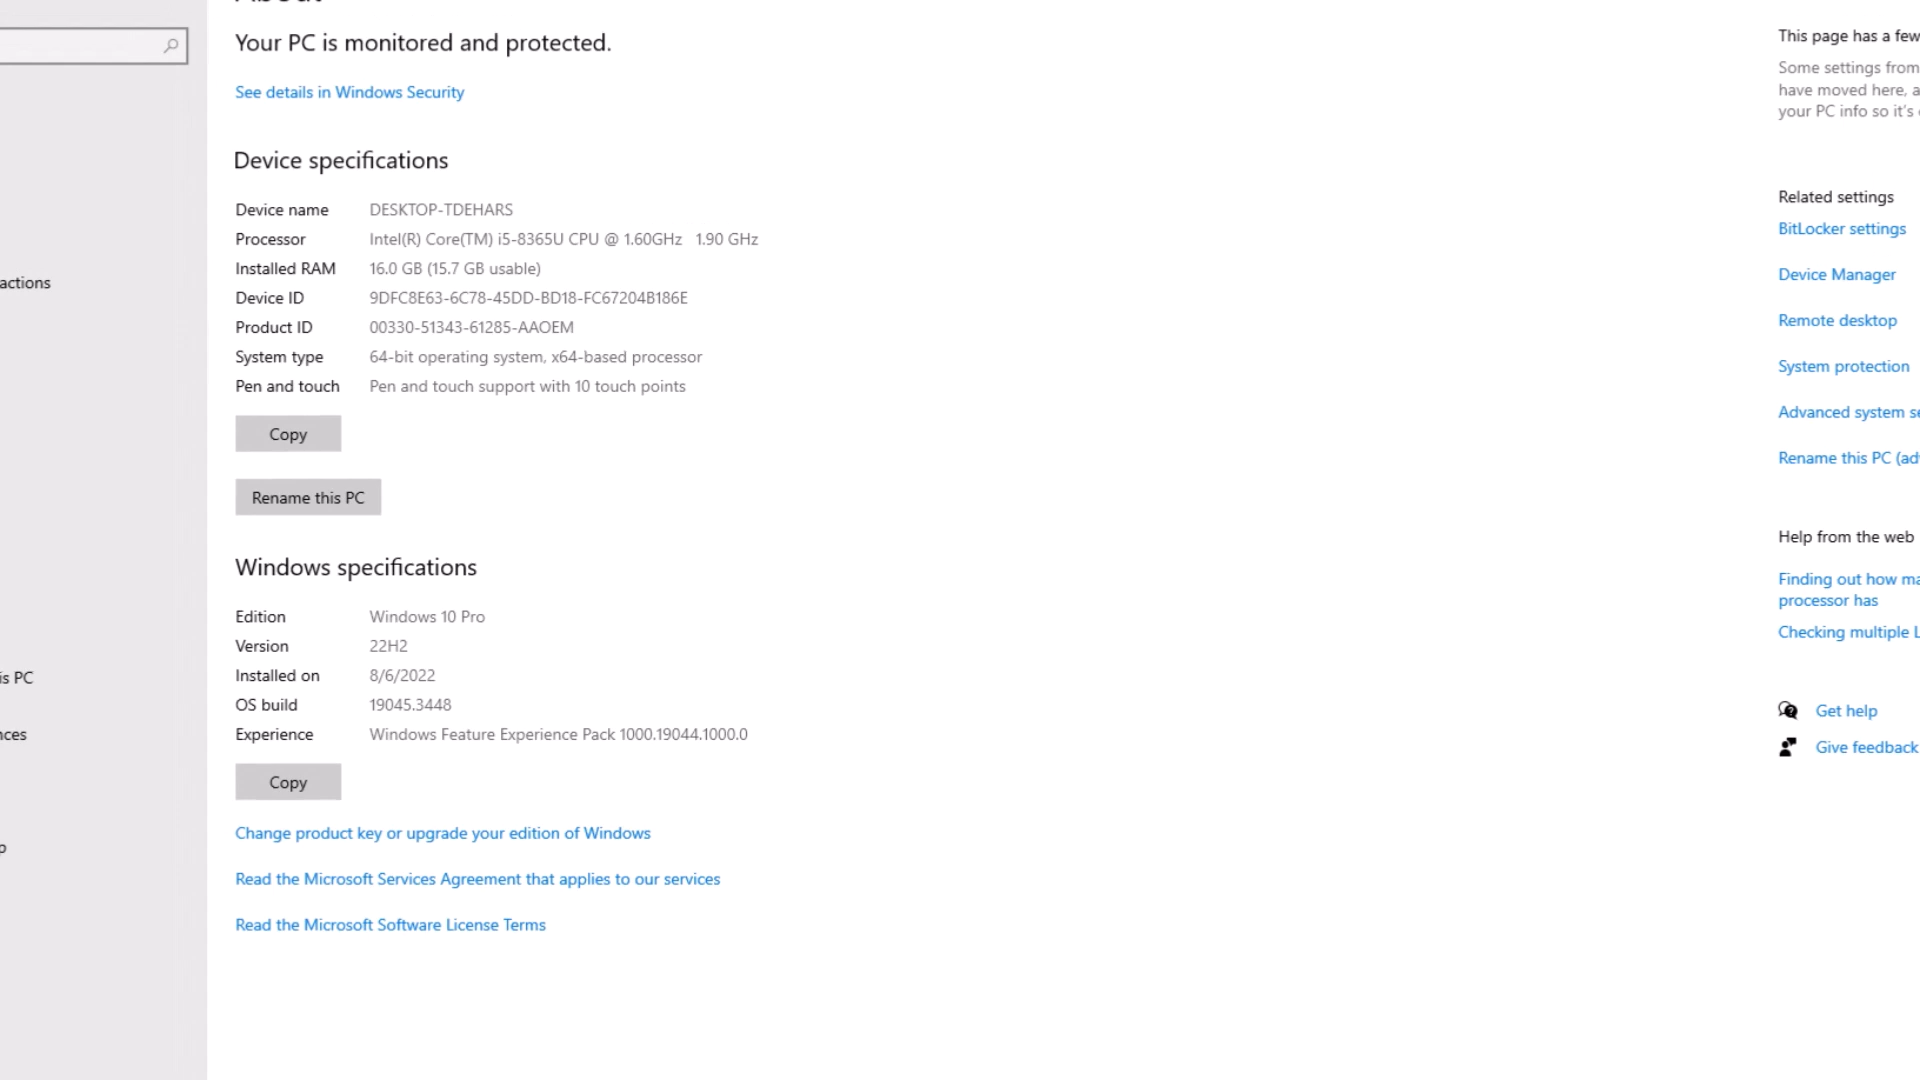 Your PC is monitored and protected.
See details in Windows Security
Device specifications
Device name DESKTOP-TDEHARS
Processor Intel(R) Core(TM) i5-8365U CPU @ 1.60GHz 1.90 GHz
Installed RAM 16.0 GB (15.7 GB usable)
Device ID 9DFC8E63-6C78-45DD-BD18-FC67204B186E
Product ID 00330-51343-61285-AAOEM
System type 64-bit operating system, x64-based processor
Pen and touch Pen and touch support with 10 touch points
Copy
Rename this PC
Windows specifications
Edition Windows 10 Pro
Version 22H2
Installed on 8/6/2022
OS build 19045.3448
Experience Windows Feature Experience Pack 1000.19044.1000.0
Copy
Change product key or upgrade your edition of Windows
Read the Microsoft Services Agreement that applies to our services
Read the Microsoft Software License Terms
actions
is PC
nces
p
This page has a few
Some settings from
have moved here, a
your PC info so it's
Related settings
BitLocker settings
Device Manager
Remote desktop
System protection
Advanced system se
Rename this PC (adv
Help from the web
Finding out how ma
processor has
Checking multiple L
Get help
Give feedback